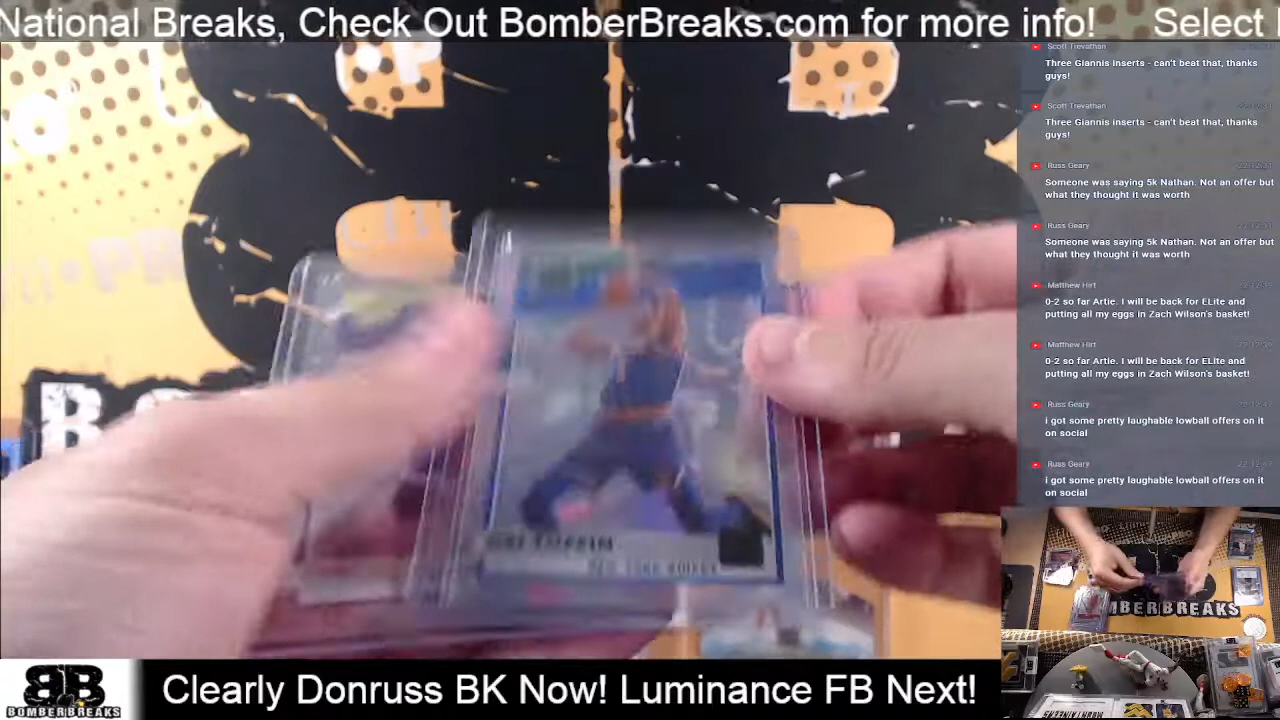 National Breaks, Check Out BomberBreaks.com for more info!
Select
Scott Trevathan
Three Giannis inserts - can't beat that, thanks
guys!
Scott Trevathan
Three Giannis inserts - can't beat that, thanks
guys!
Russ Geary
Someone was saying 5k Nathan. Not an offer but
what they thought it was worth
Russ Geary
Someone was saying 5k Nathan. Not an offer but
what they thought it was worth
Matthew Hirt
0-2 so far Artie. I will be back for ELite and
putting all my eggs in Zach Wilson's basket!
Matthew Hirt
0-2 so far Artie. I will be back for ELite and
putting all my eggs in Zach Wilson's basket!
Russ Geary
i got some pretty laughable lowball offers on it
on social
Russ Geary
i got some pretty laughable lowball offers on it
on social
OBI TOPPIN
NEW YORK KNICKS
MBERBREAKS
BB
BOMBERBREAKS
Clearly Donruss BK Now! Luminance FB Next!